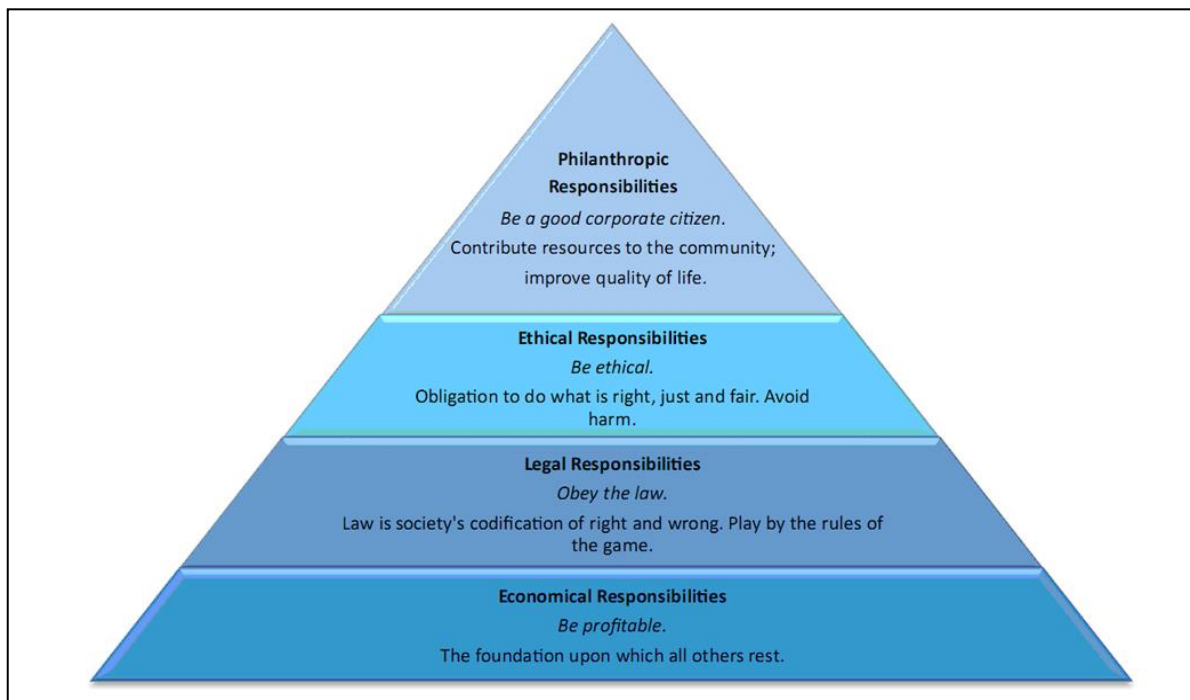 Philanthropic
Responsibilities
Be a good corporate citizen.
Contribute resources to the community;
improve quality of life.
Ethical Responsibilities
Be ethical.
Obligation to do what is right, just and fair. Avoid
harm.
Legal Responsibilities
Obey the law.
Law is society's codification of right and wrong. Play by the rules of
the game.
Economical Responsibilities
Be profitable.
The foundation upon which all others rest.